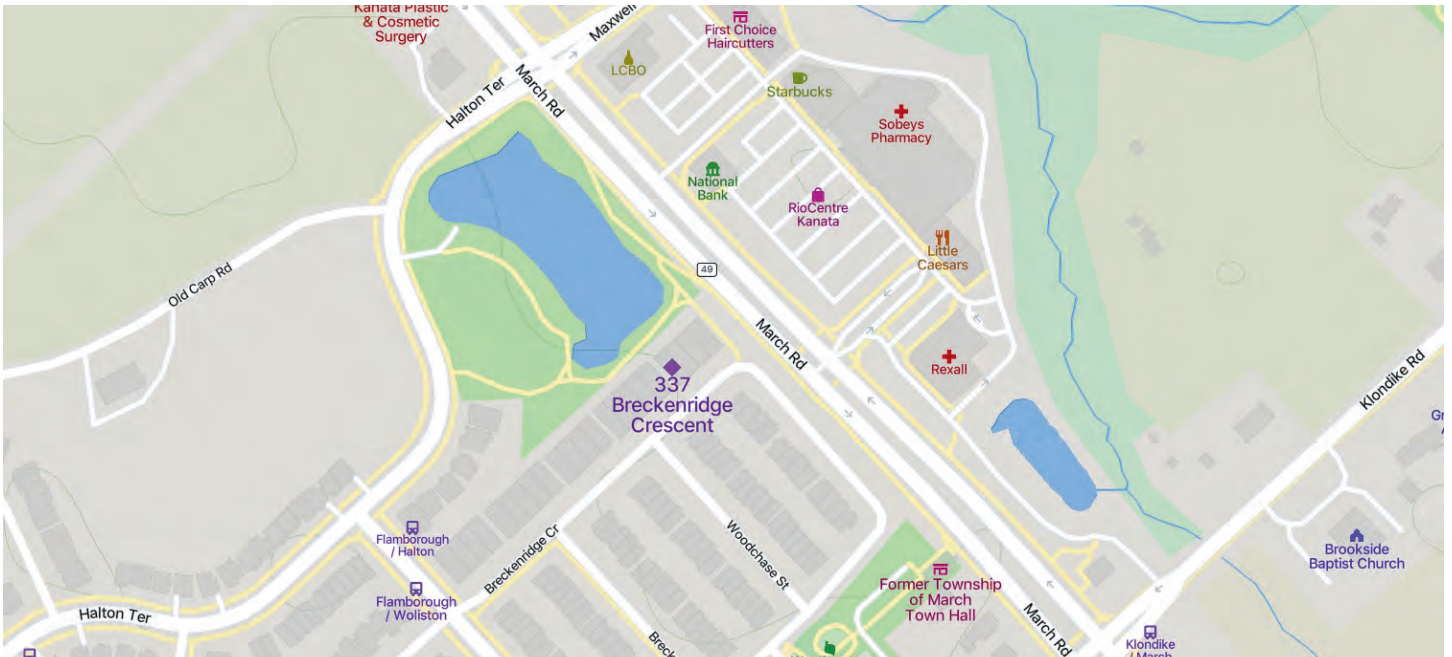 Kanata Plastic
& Cosmetic
Surgery
Maxwell
First Choice
Haircutters
LCBO
March Rd
Halton Ter
Starbucks
Sobeys
Pharmacy
National
Bank
RioCentre
Kanata
Little
Caesars
Old Carp Rd
49
March Rd
Rexall
Klondike Rd
337
Breckenridge
Crescent
Flamborough
/ Halton
Woodchase St
Breckenridge Cr
Brookside
Baptist Church
Former Township
of March
Town Hall
Flamborough
/ Woliston
Halton Ter
March Rd
Klondike
/ March